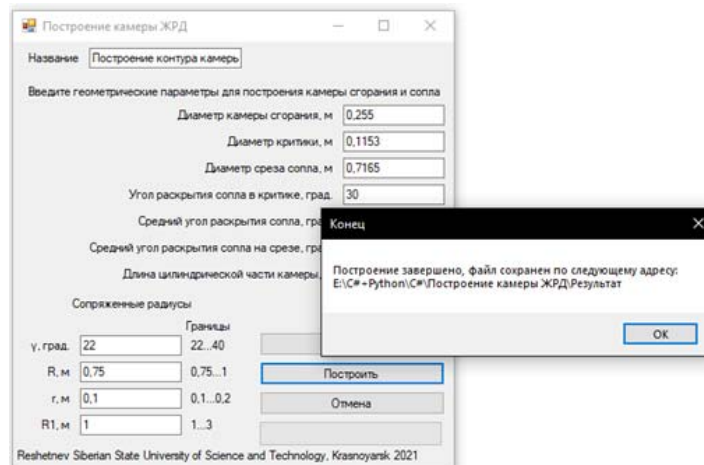 Построение камеры ЖРД
Название Построение контура камеры
Введите геометрические параметры для построения камеры сгорания и сопла
Диаметр камеры сгорания, м 0,255
Диаметр критики, м 0,1153
Диаметр среза сопла, м 0,7165
Угол раскрытия сопла в критике, град. 30
Средний угол раскрытия сопла, гра
Средний угол раскрытия сопла на срезе, гра
Длина цилиндрической части камеры,
Конец
Построение завершено, файл сохранен по следующему адресу:
E:\C#+Python\C#\Построение камеры ЖРД\Результат
OK
Сопряженные радиусы
Границы
γ, град. 22 22...40
R, м 0,75 0,75...1
Построить
r, м 0,1 0,1...0,2
Отмена
R1, м 1 1...3
Reshetnev Siberian State University of Science and Technology, Krasnoyarsk 2021